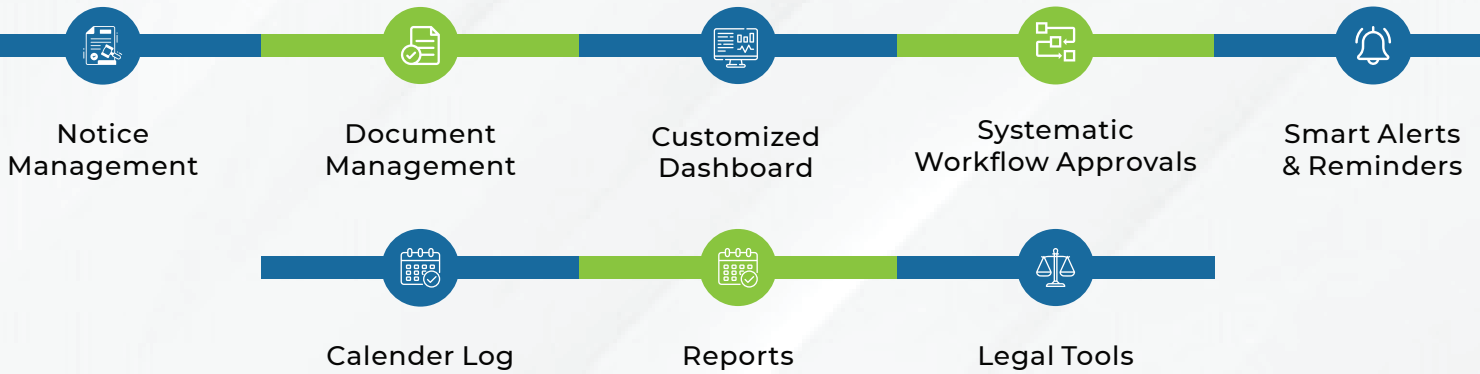 Notice
Management
Document
Management
Customized
Dashboard
Systematic
Workflow Approvals
Smart Alerts
& Reminders
Calender Log
Reports
Legal Tools